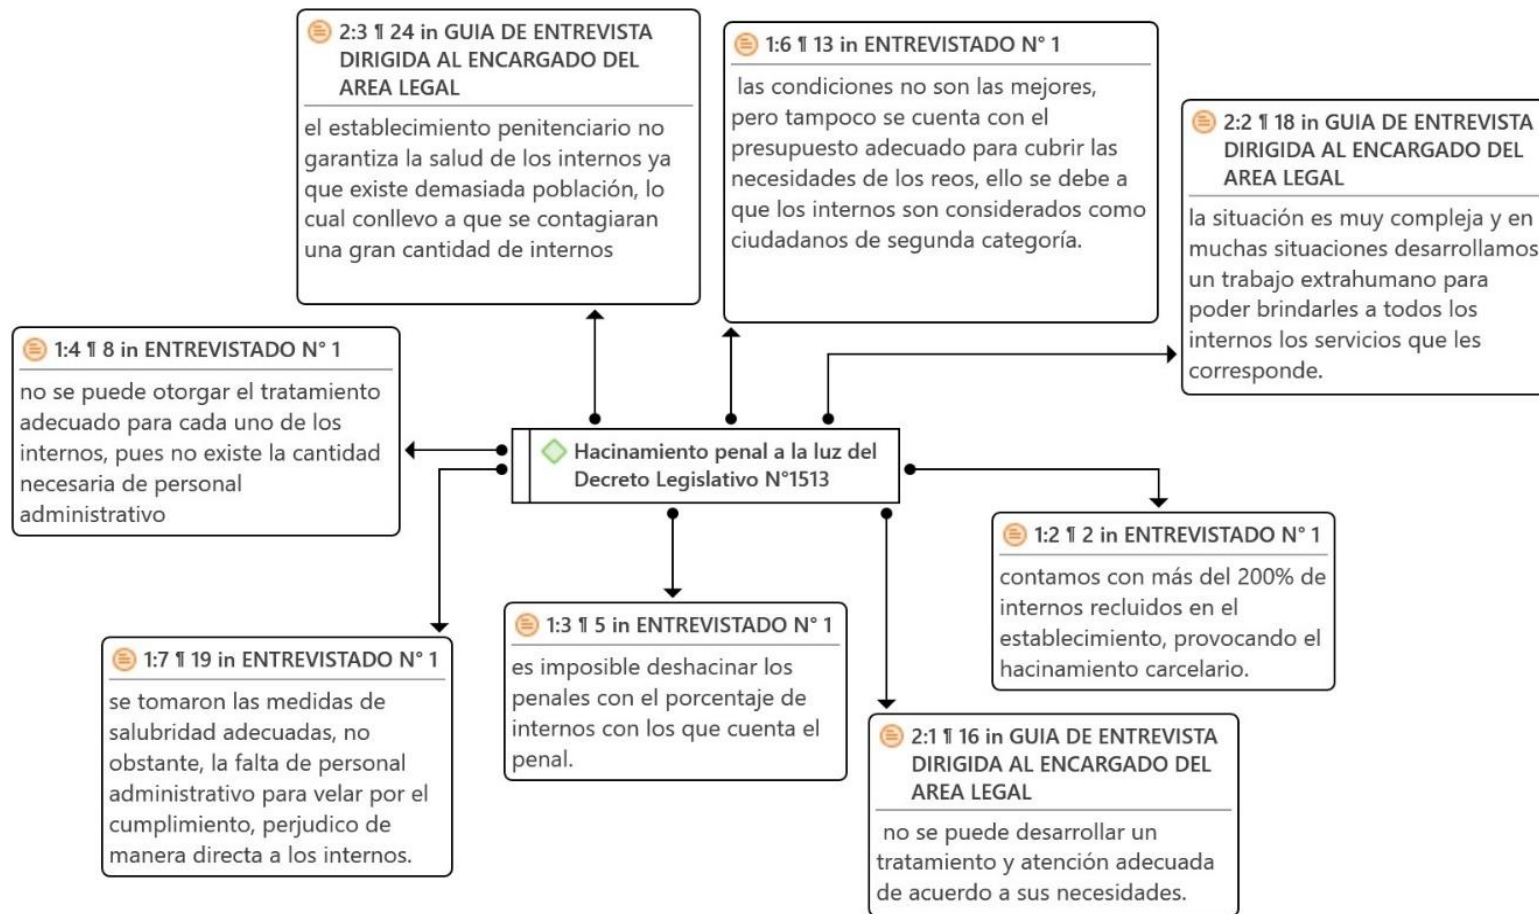 2:3 ¶ 24 in GUIA DE ENTREVISTA
DIRIGIDA AL ENCARGADO DEL
AREA LEGAL
el establecimiento penitenciario no
garantiza la salud de los internos ya
que existe demasiada población, lo
cual conllevo a que se contagiaran
una gran cantidad de internos
1:6 ¶ 13 in ENTREVISTADO N° 1
las condiciones no son las mejores,
pero tampoco se cuenta con el
presupuesto adecuado para cubrir las
necesidades de los reos, ello se debe a
que los internos son considerados como
ciudadanos de segunda categoría.
2:2 ¶ 18 in GUIA DE ENTREVISTA
DIRIGIDA AL ENCARGADO DEL
AREA LEGAL
la situación es muy compleja y en
muchas situaciones desarrollamos
un trabajo extrahumano para
poder brindarles a todos los
internos los servicios que les
corresponde.
1:4 ¶ 8 in ENTREVISTADO N° 1
no se puede otorgar el tratamiento
adecuado para cada uno de los
internos, pues no existe la cantidad
necesaria de personal
administrativo
Hacinamiento penal a la luz del
Decreto Legislativo N°1513
1:2 ¶ 2 in ENTREVISTADO N° 1
contamos con más del 200% de
internos recluidos en el
establecimiento, provocando el
hacinamiento carcelario.
1:3 ¶ 5 in ENTREVISTADO N° 1
es imposible deshacinar los
penales con el porcentaje de
internos con los que cuenta el
penal.
1:7 ¶ 19 in ENTREVISTADO N° 1
se tomaron las medidas de
salubridad adecuadas, no
obstante, la falta de personal
administrativo para velar por el
cumplimiento, perjudico de
manera directa a los internos.
2:1 ¶ 16 in GUIA DE ENTREVISTA
DIRIGIDA AL ENCARGADO DEL
AREA LEGAL
no se puede desarrollar un
tratamiento y atención adecuada
de acuerdo a sus necesidades.